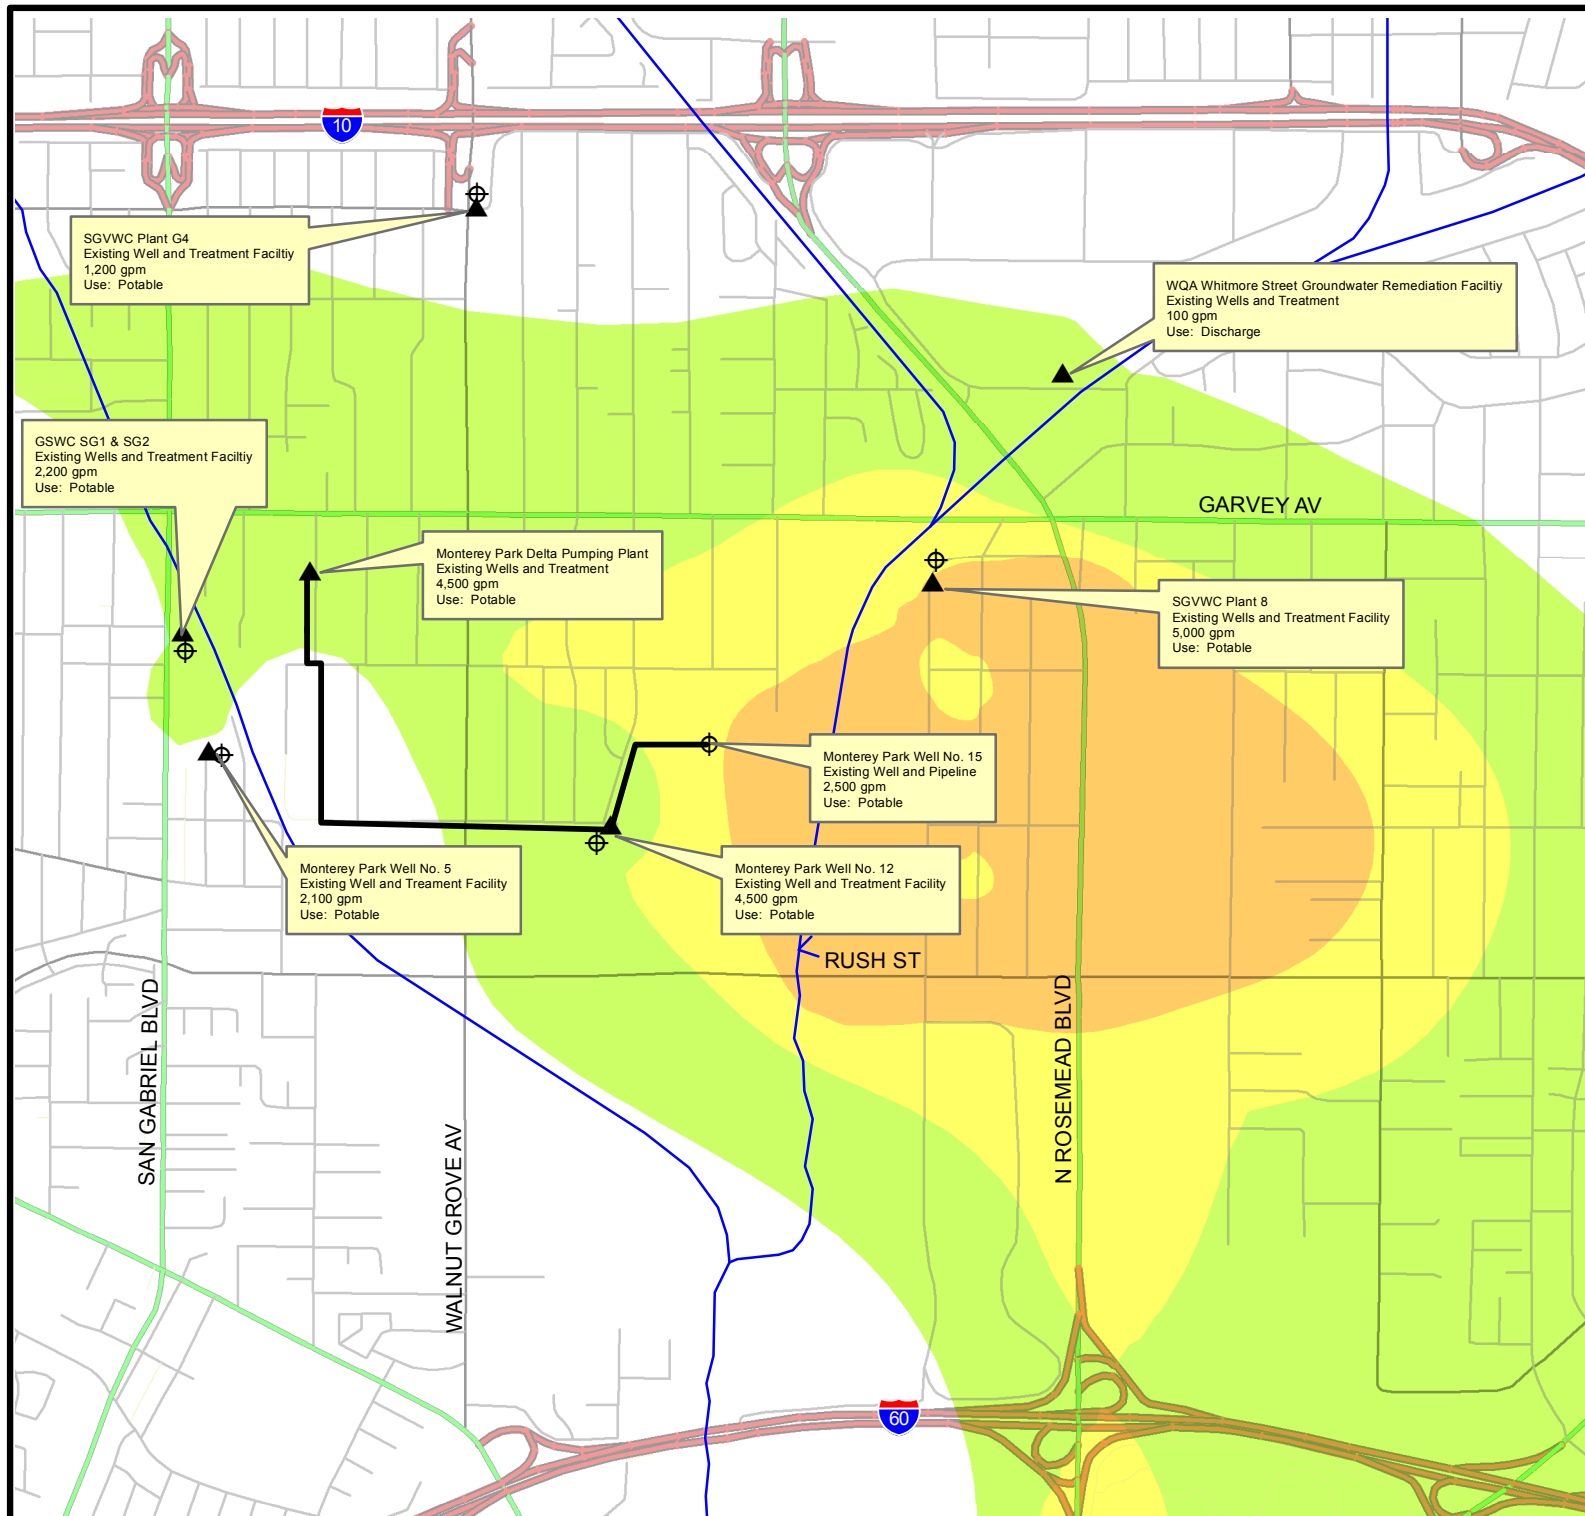 10
SGVWC Plant G4
Existing Well and Treatment Faciltiy
1,200 gpm
Use: Potable
WQA Whitmore Street Groundwater Remediation Faciltiy
Existing Wells and Treatment
100 gpm
Use: Discharge
GSWC SG1 & SG2
Existing Wells and Treatment Faciltiy
2,200 gpm
Use: Potable
GARVEY AV
Monterey Park Delta Pumping Plant
Existing Wells and Treatment
4,500 gpm
Use: Potable
SGVWC Plant 8
Existing Wells and Treatment Facility
5,000 gpm
Use: Potable
Monterey Park Well No. 15
Existing Well and Pipeline
2,500 gpm
Use: Potable
Monterey Park Well No. 5
Existing Well and Treament Facility
2,100 gpm
Use: Potable
Monterey Park Well No. 12
Existing Well and Treatment Facility
4,500 gpm
Use: Potable
RUSH ST
SAN GABRIEL BLVD
WALNUT GROVE AV
N ROSEMEAD BLVD
60